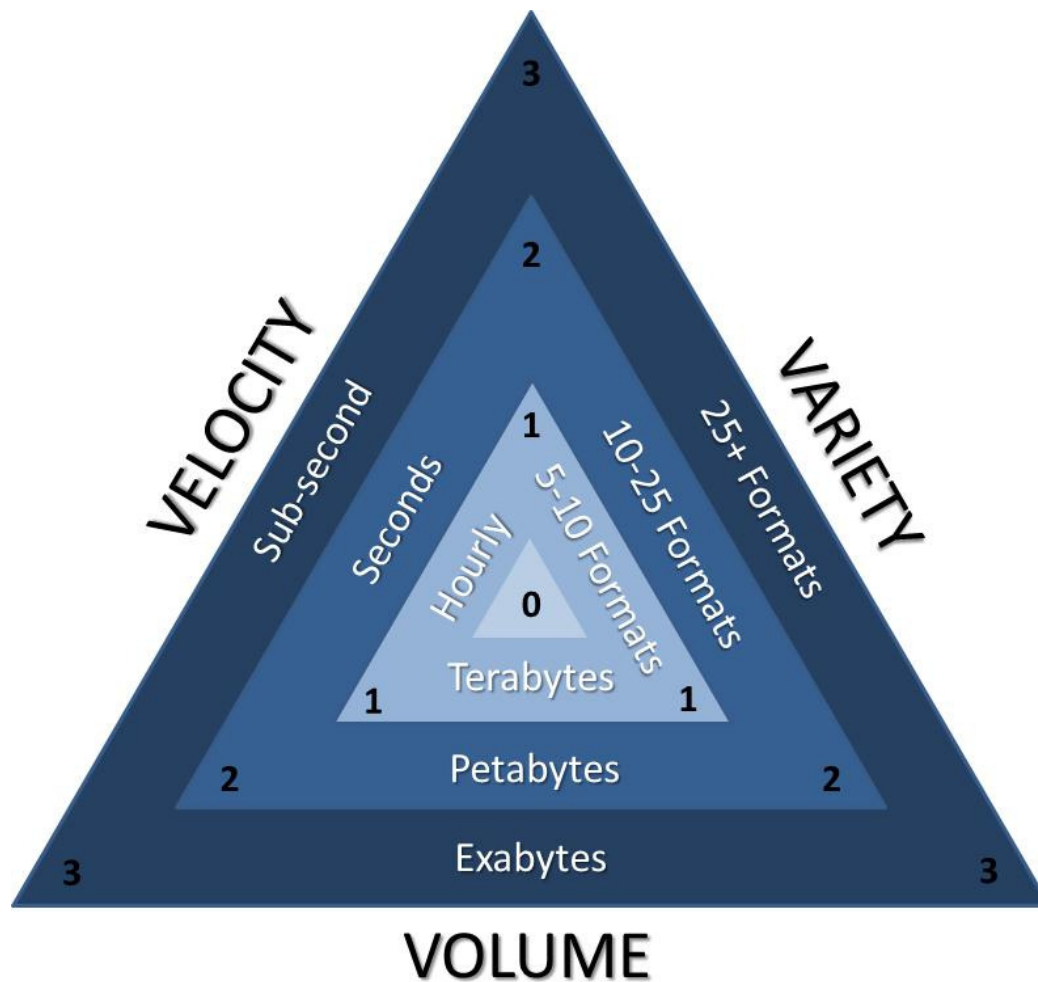 3
2
1
0
VELOCITY
Sub-second
Seconds
Hourly
VARIETY
25+ Formats
10-25 Formats
5-10 Formats
Terabytes
1
1
Petabytes
2
2
Exabytes
3
3
VOLUME